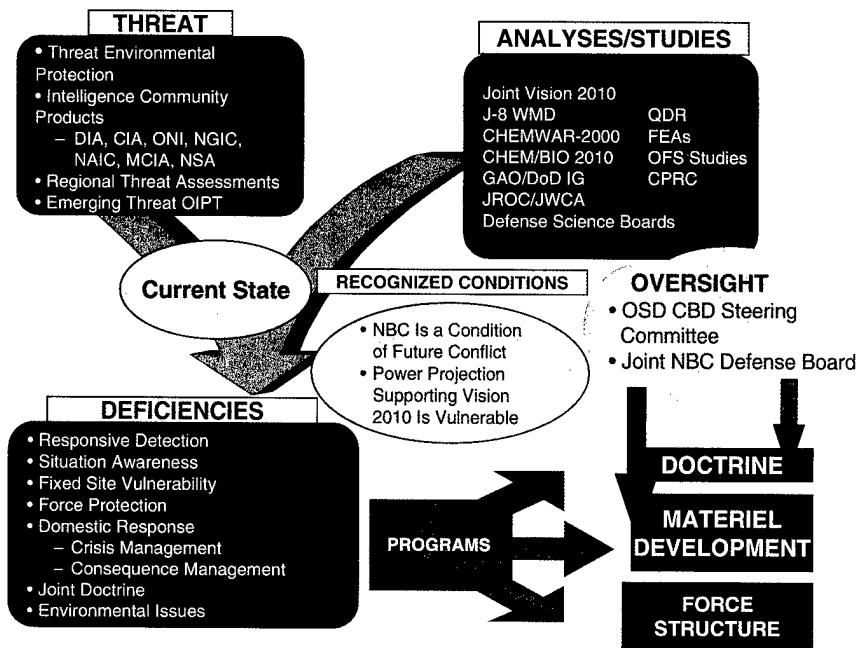 THREAT
• Threat Environmental
Protection
• Intelligence Community
Products
– DIA, CIA, ONI, NGIC,
NAIC, MCIA, NSA
• Regional Threat Assessments
• Emerging Threat OIPT
ANALYSES/STUDIES
Joint Vision 2010
J-8 WMD QDR
CHEMWAR-2000 FEAs
CHEM/BIO 2010 OFS Studies
GAO/DoD IG CPRC
JROC/JWCA
Defense Science Boards
Current State
RECOGNIZED CONDITIONS
• NBC Is a Condition
of Future Conflict
• Power Projection
Supporting Vision
2010 Is Vulnerable
OVERSIGHT
• OSD CBD Steering
Committee
• Joint NBC Defense Board
DEFICIENCIES
• Responsive Detection
• Situation Awareness
• Fixed Site Vulnerability
• Force Protection
• Domestic Response
– Crisis Management
– Consequence Management
• Joint Doctrine
• Environmental Issues
PROGRAMS
DOCTRINE
MATERIEL
DEVELOPMENT
FORCE
STRUCTURE